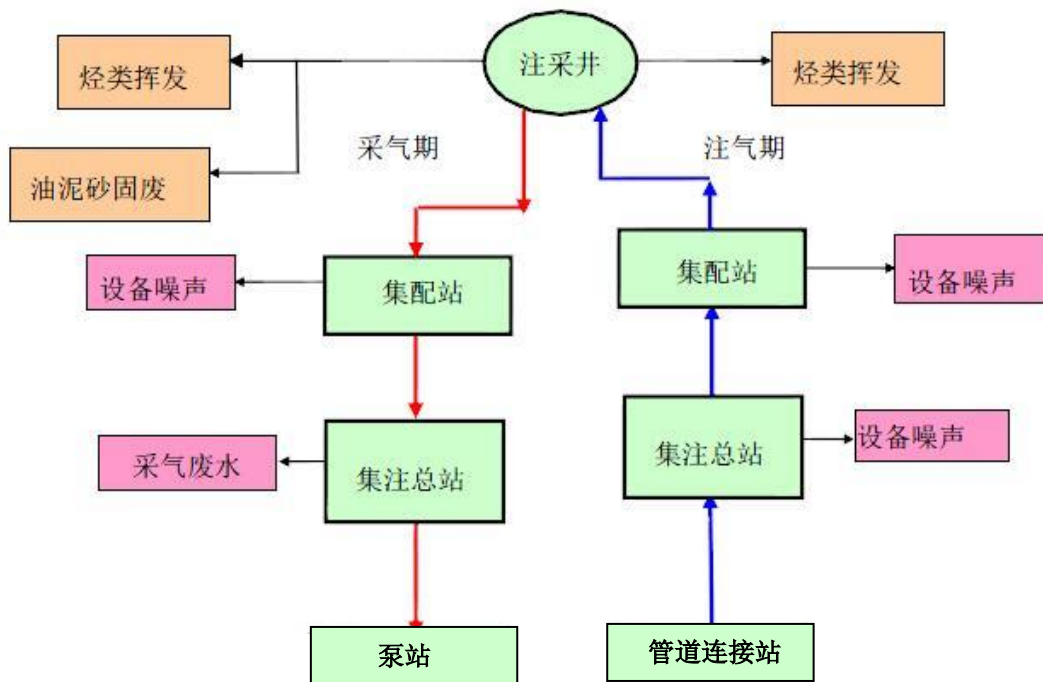 注采井
烃类挥发
烃类挥发
采气期
注气期
油泥砂固废
设备噪声
集配站
集配站
设备噪声
采气废水
集注总站
集注总站
设备噪声
泵站
管道连接站